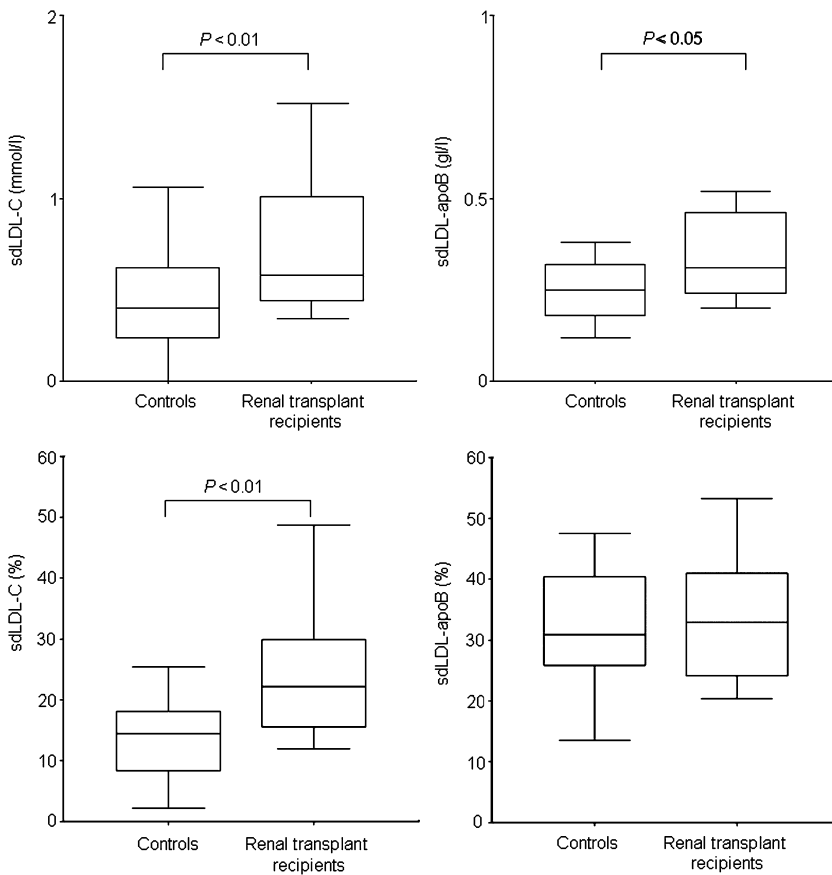 2
P < 0.01
sdLDL-C (mmol/l)
1
0
Controls
Renal transplant
recipients
1
P < 0.05
sdLDL-apoB (gl/l)
0.5
0
Controls
Renal transplant
recipients
60
P < 0.01
50
sdLDL-C (%)
40
30
20
10
0
Controls
Renal transplant
recipients
60
50
sdLDL-apoB (%)
40
30
20
10
0
Controls
Renal transplant
recipients